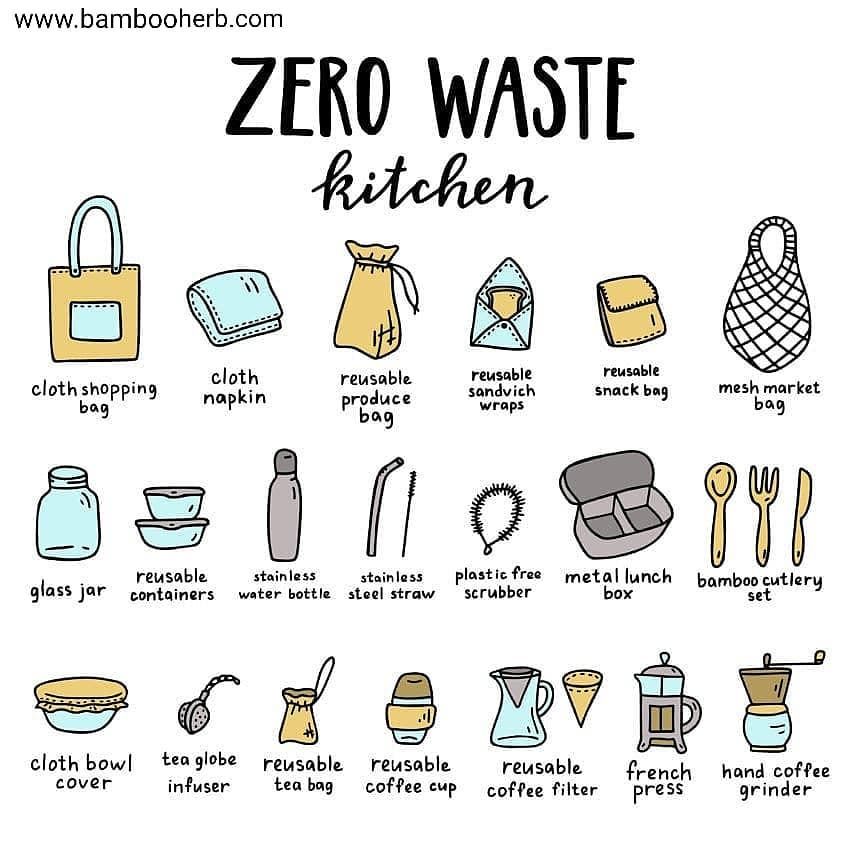 www.bambooherb.com
ZERO WASTE
kitchen
cloth shopping
bag
cloth
napkin
reusable
produce
bag
reusable
sandwich
wraps
reusable
snack bag
mesh market
bag
glass jar
reusable
containers
stainless
water bottle
stainless
steel straw
plastic free
scrubber
metal lunch
box
bamboo cutlery
set
cloth bowl
cover
tea globe
infuser
reusable
tea bag
reusable
coffee cup
reusable
coffee filter
french
press
hand coffee
grinder